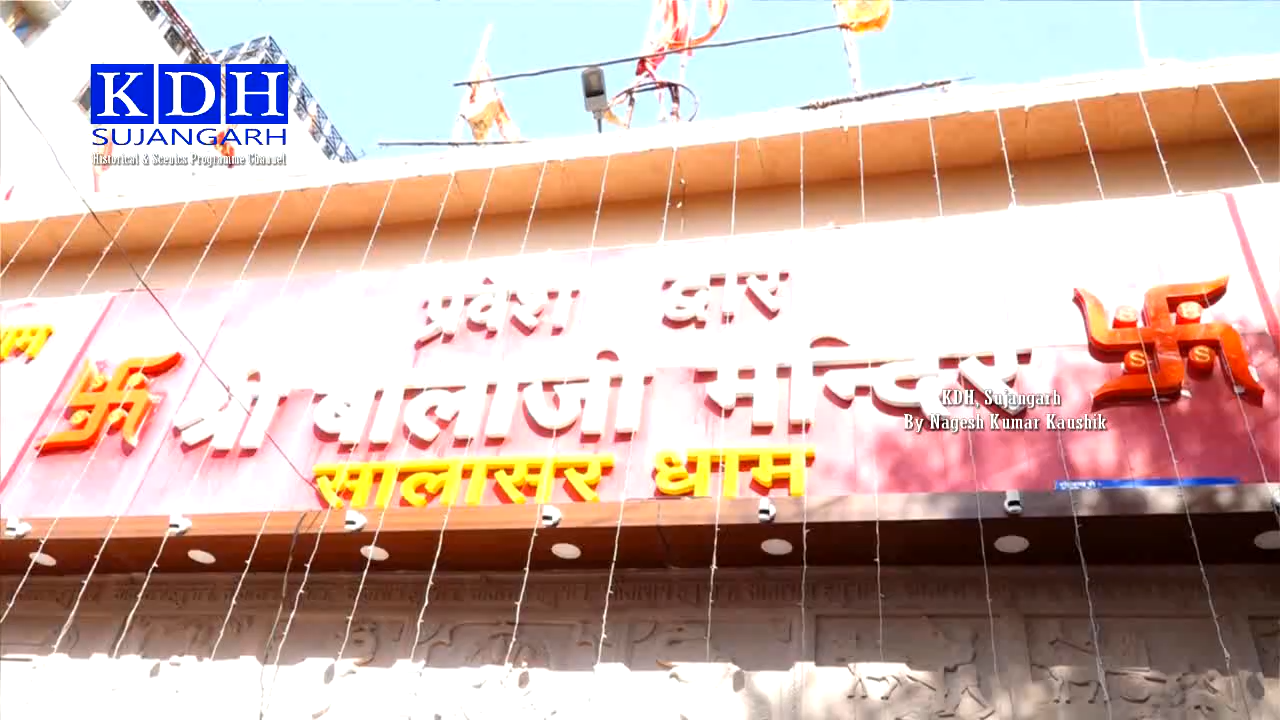 KDH
SUJANGARH
Historical & Scenics Programme Channel
प्रवेश द्वार
श्री बालाजी मन्दिर
सालासर धाम
KDH, Sujangarh
By Nagesh Kumar Kaushik